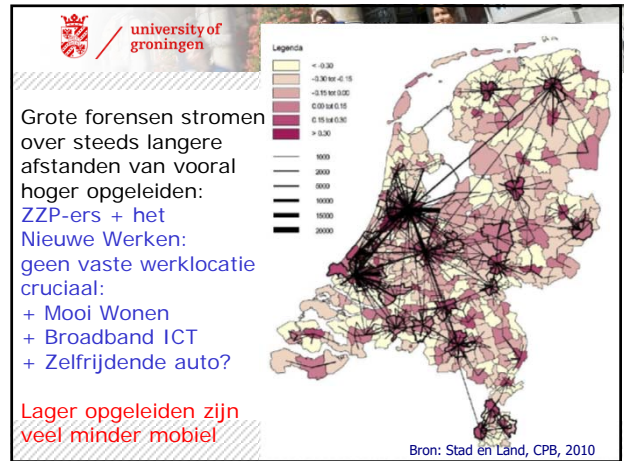 university of
groningen
Grote forensen stromen
over steeds langere
afstanden van vooral
hoger opgeleiden:
ZZP-ers + het
Nieuwe Werken:
geen vaste werklocatie
cruciaal:
+ Mooi Wonen
+ Broadband ICT
+ Zelfrijdende auto?
Lager opgeleiden zijn
veel minder mobiel
Legenda
< -0.30
-0.30 tot -0.15
-0.15 tot 0.00
0.00 tot 0.15
0.15 tot 0.30
> 0.30
1000
2000
5000
10000
15000
20000
Bron: Stad en Land, CPB, 2010